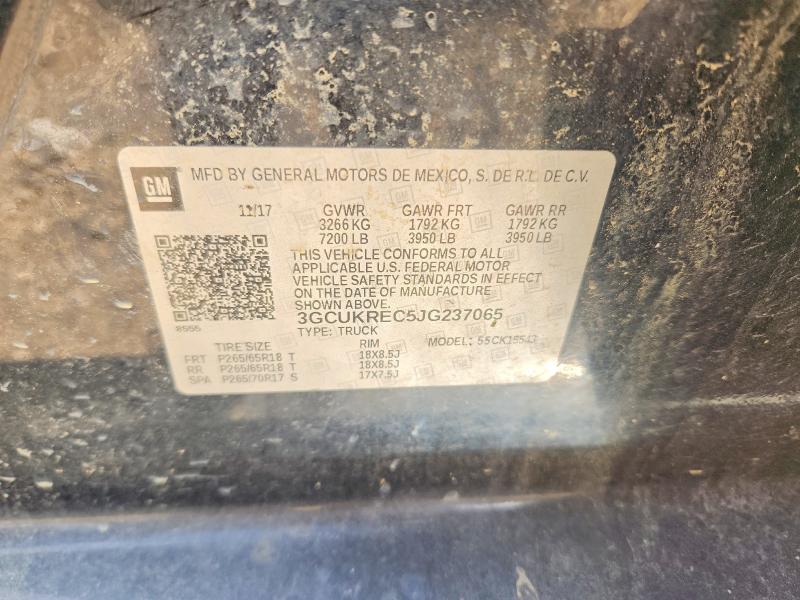 GM MFD BY GENERAL MOTORS DE MEXICO, S. DE R.L. DE C.V.
11/17 GVWR GAWR FRT GAWR RR
3266 KG 1792 KG 1792 KG
7200 LB 3950 LB 3950 LB
THIS VEHICLE CONFORMS TO ALL
APPLICABLE U.S. FEDERAL MOTOR
VEHICLE SAFETY STANDARDS IN EFFECT
ON THE DATE OF MANUFACTURE
SHOWN ABOVE.
3GCUKREC5JG237065
8555
TYPE: TRUCK MODEL: 55CK15543
TIRE SIZE RIM
FRT P265/65R18 T 18X8.5J
RR P265/65R18 T 18X8.5J
SPA P265/70R17 S 17X7.5J